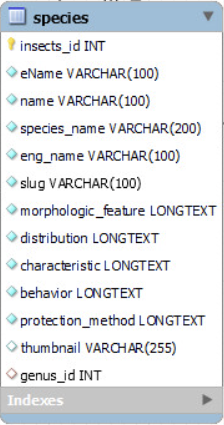 species
insects_id INT
eName VARCHAR(100)
name VARCHAR(100)
species_name VARCHAR(200)
eng_name VARCHAR(100)
slug VARCHAR(100)
morphologic_feature LONGTEXT
distribution LONGTEXT
characteristic LONGTEXT
behavior LONGTEXT
protection_method LONGTEXT
thumbnail VARCHAR(255)
genus_id INT
Indexes